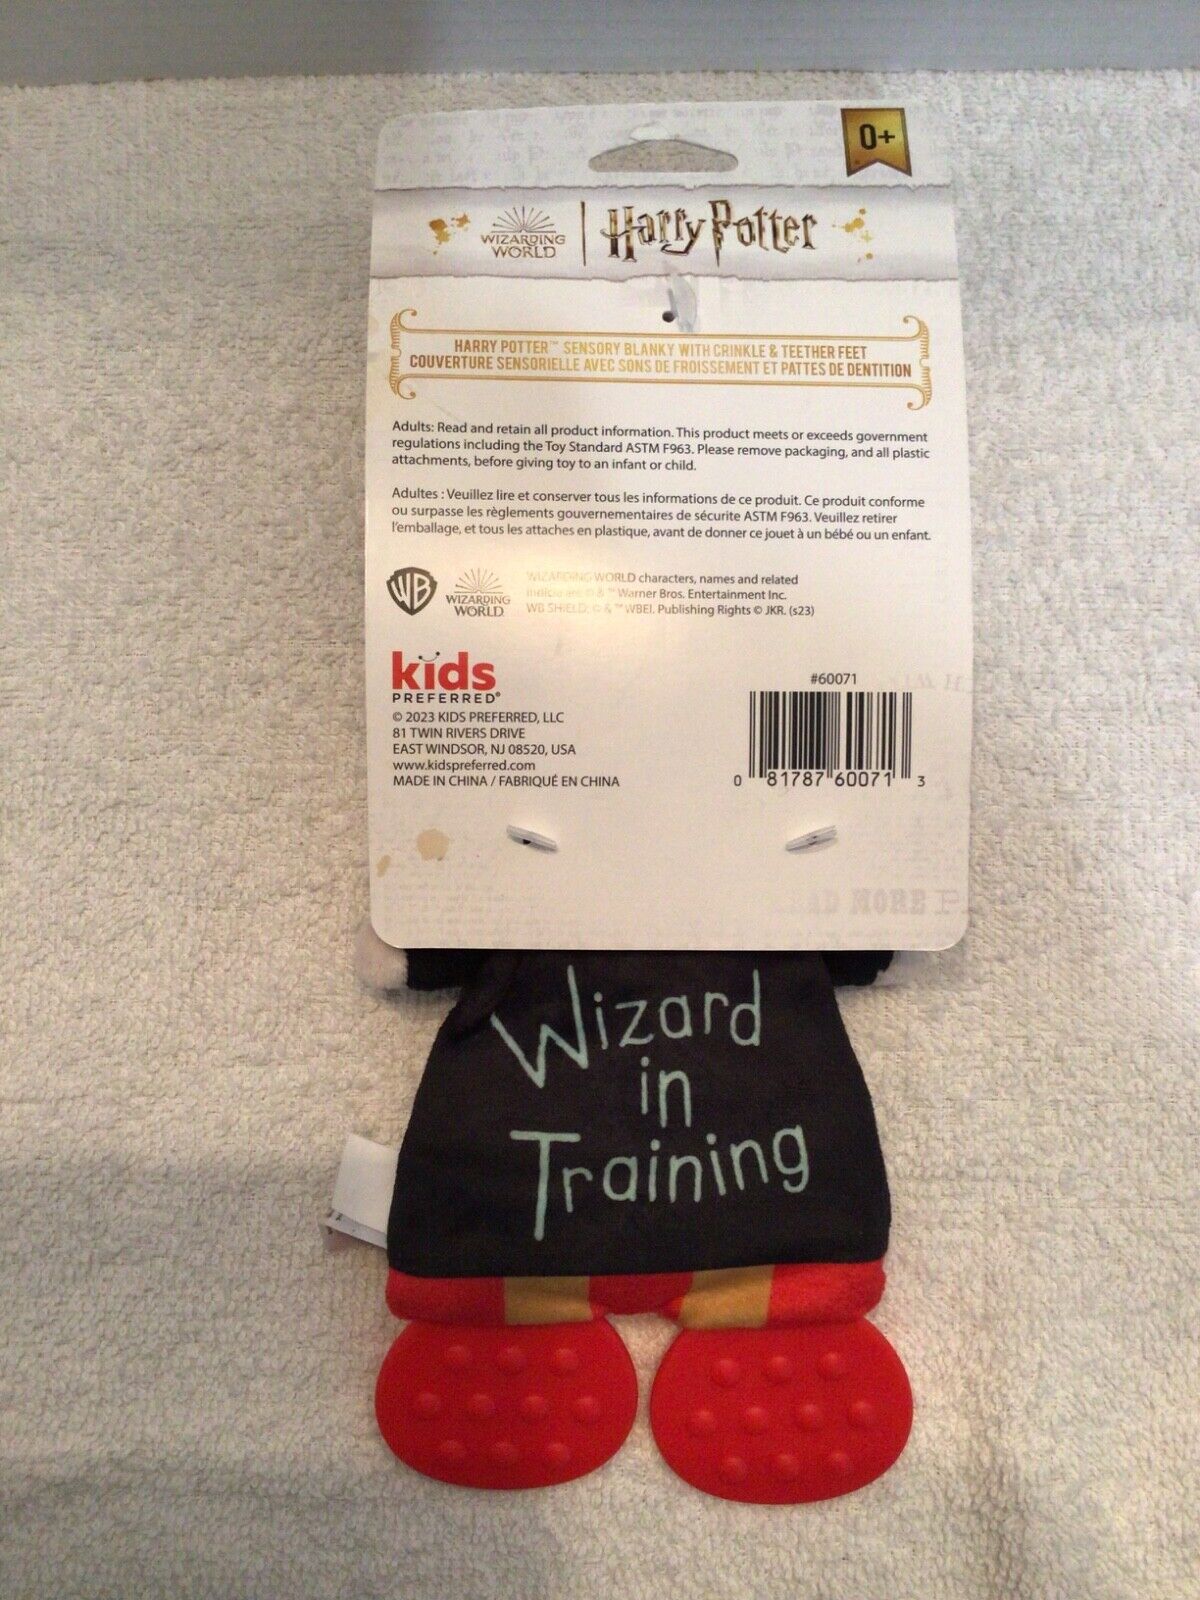 0+
WIZARDING
WORLD
Harry Potter
HARRY POTTER™ SENSORY BLANKY WITH CRINKLE & TEETHER FEET
COUVERTURE SENSORIELLE AVEC SONS DE FROISSEMENT ET PATTES DE DENTITION
Adults: Read and retain all product information. This product meets or exceeds government
regulations including the Toy Standard ASTM F963. Please remove packaging, and all plastic
attachments, before giving toy to an infant or child.
Adultes : Veuillez lire et conserver tous les informations de ce produit. Ce produit conforme
ou surpasse les règlements gouvernementaires de sécurite ASTM F963. Veuillez retirer
l'emballage, et tous les attaches en plastique, avant de donner ce jouet à un bébé ou un enfant.
WB
WIZARDING
WORLD
WIZARDING WORLD characters, names and related
indicia are © & ™ Warner Bros. Entertainment Inc.
WB SHIELD: © & ™ WBEI. Publishing Rights © JKR. (s23)
kids
PREFERRED®
© 2023 KIDS PREFERRED, LLC
81 TWIN RIVERS DRIVE
EAST WINDSOR, NJ 08520, USA
www.kidspreferred.com
MADE IN CHINA / FABRIQUÉ EN CHINA
#60071
0 81787 60071 3
Wizard
in
Training